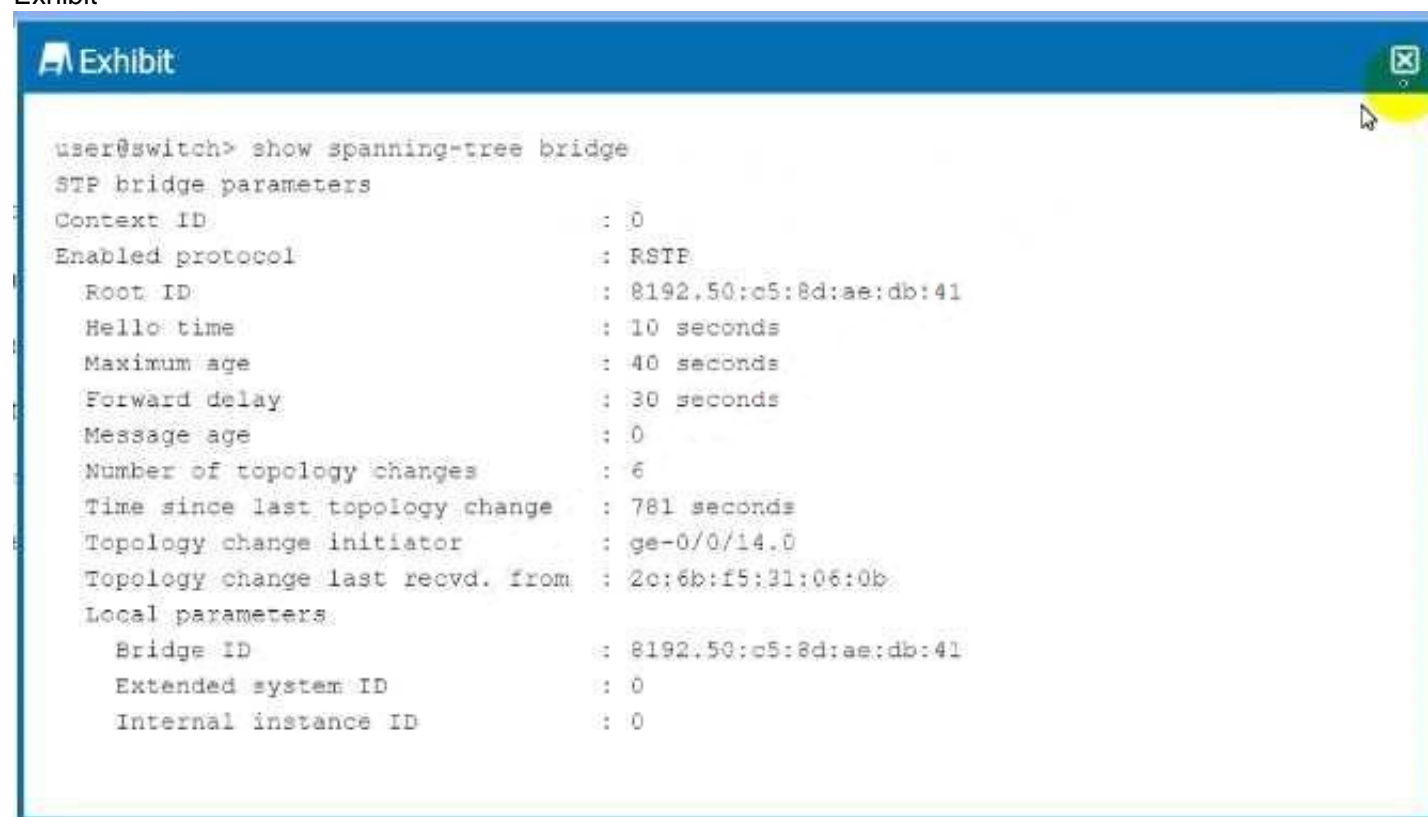 Exhibit
Exhibit
user@switch> show spanning-tree bridge
STP bridge parameters
Context ID : 0
Enabled protocol : RSTP
Root ID : 8192.50:c5:8d:ae:db:41
Hello time : 10 seconds
Maximum age : 40 seconds
Forward delay : 30 seconds
Message age : 0
Number of topology changes : 6
Time since last topology change : 781 seconds
Topology change initiator : ge-0/0/14.0
Topology change last recvd. from : 2c:6b:f5:31:06:0b
Local parameters
Bridge ID : 8192.50:c5:8d:ae:db:41
Extended system ID : 0
Internal instance ID : 0